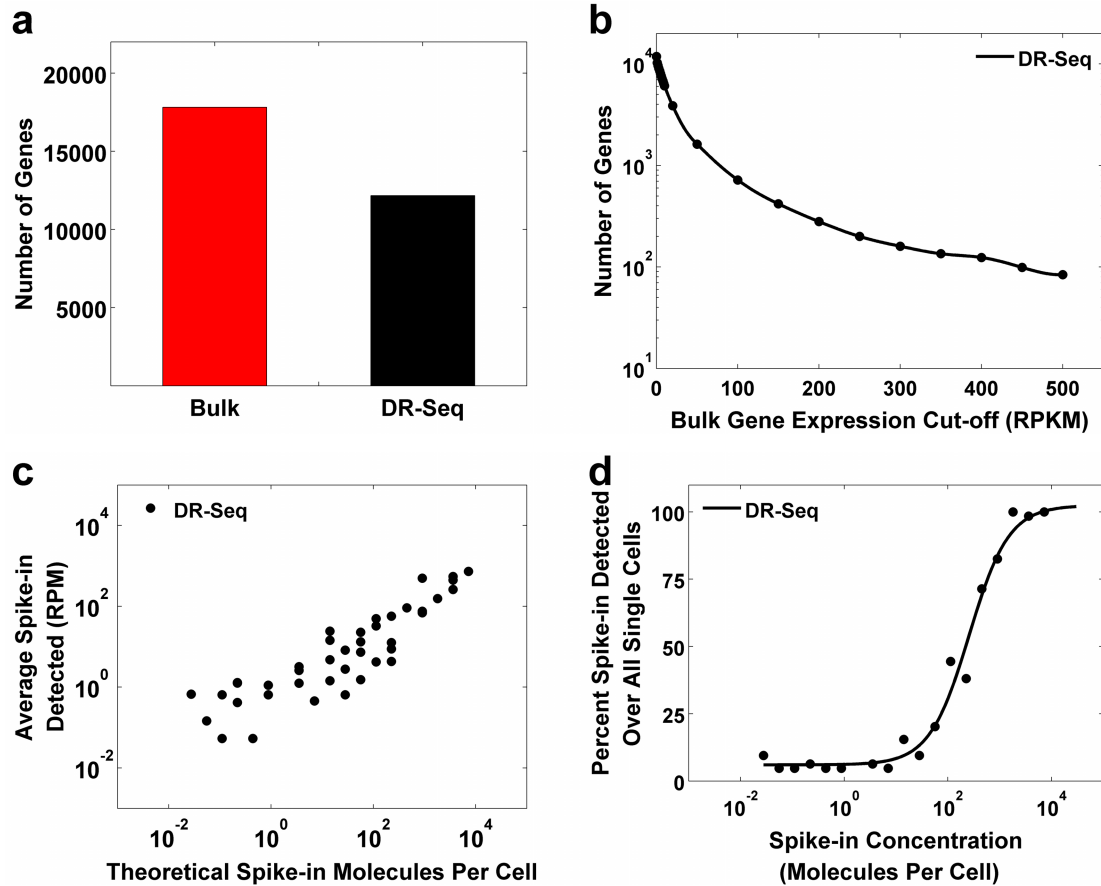 a
20000
15000
10000
5000
Number of Genes
Bulk
DR-Seq
b
10^4
10^3
10^2
10^1
Number of Genes
DR-Seq
0 100 200 300 400 500
Bulk Gene Expression Cut-off (RPKM)
c
DR-Seq
10^4
10^2
10^0
10^-2
Average Spike-in
Detected (RPM)
10^-2 10^0 10^2 10^4
Theoretical Spike-in Molecules Per Cell
d
DR-Seq
100
75
50
25
0
Percent Spike-in Detected
Over All Single Cells
10^-2 10^0 10^2 10^4
Spike-in Concentration
(Molecules Per Cell)